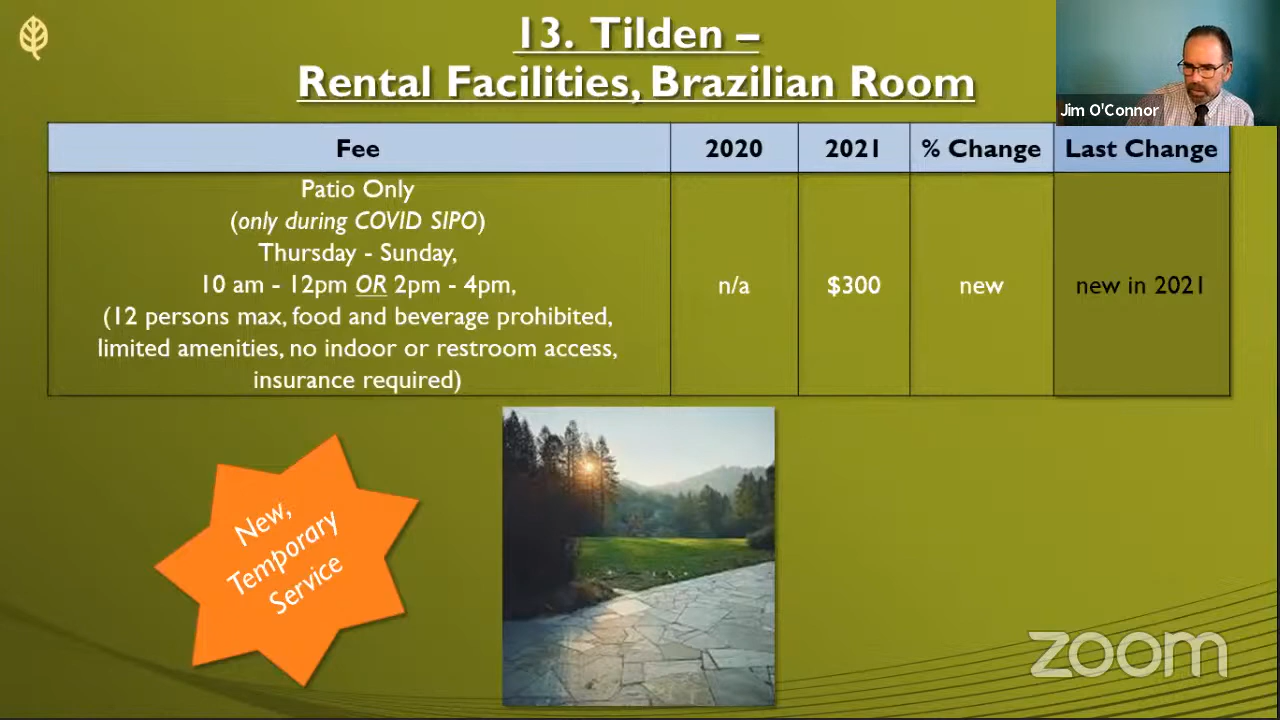 13. Tilden –
Rental Facilities, Brazilian Room
Jim O'Connor
Fee 2020 2021 % Change Last Change
Patio Only
(only during COVID SIPO)
Thursday - Sunday,
10 am - 12pm OR 2pm - 4pm,
(12 persons max, food and beverage prohibited,
limited amenities, no indoor or restroom access,
insurance required)
n/a $300 new new in 2021
New,
Temporary
Service
zoom